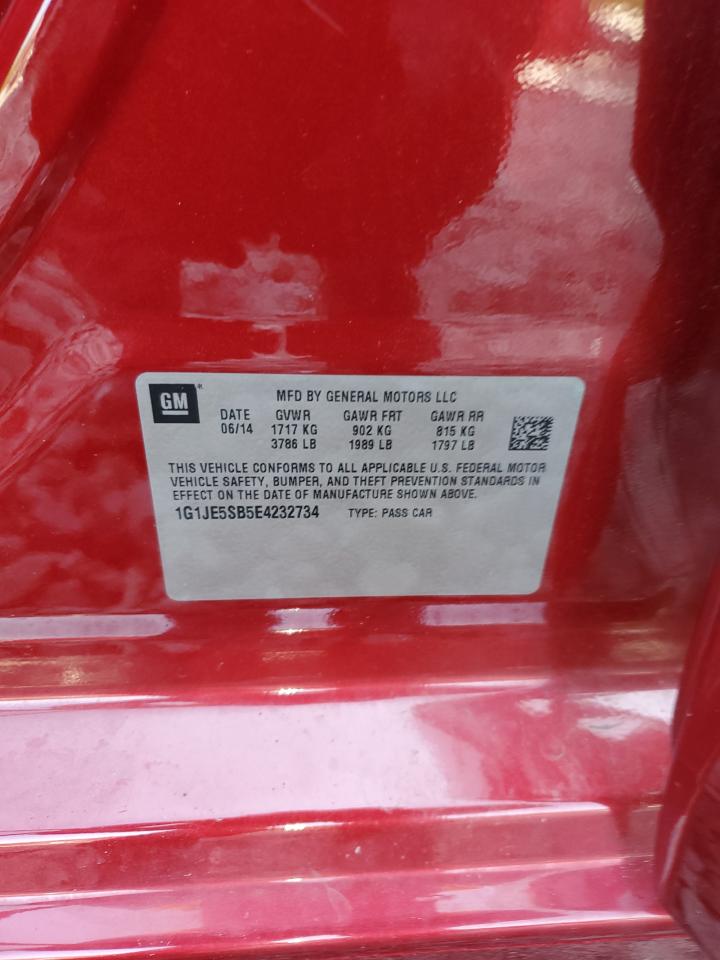 GM ®
MFD BY GENERAL MOTORS LLC
DATE GVWR GAWR FRT GAWR RR
06/14 1717 KG 902 KG 815 KG
3786 LB 1989 LB 1797 LB
THIS VEHICLE CONFORMS TO ALL APPLICABLE U.S. FEDERAL MOTOR
VEHICLE SAFETY, BUMPER, AND THEFT PREVENTION STANDARDS IN
EFFECT ON THE DATE OF MANUFACTURE SHOWN ABOVE.
1G1JE5SB5E4232734 TYPE: PASS CAR